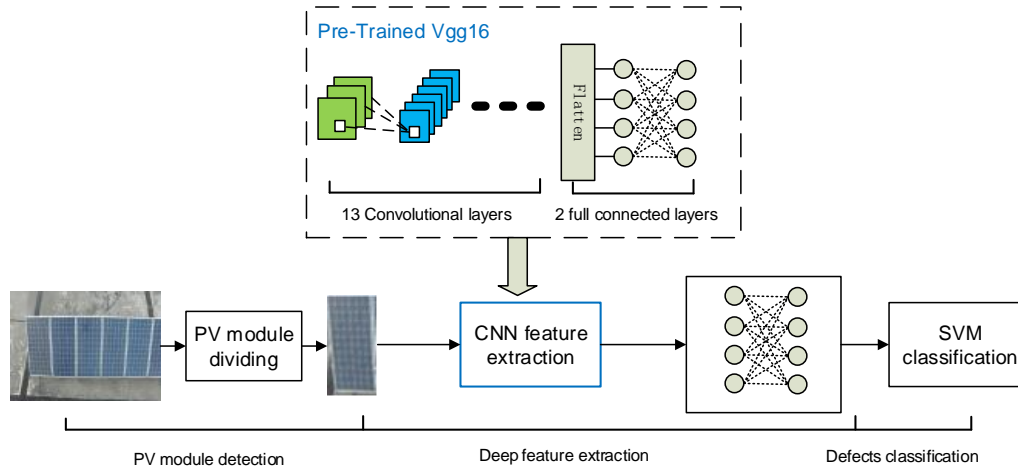 Pre-Trained Vgg16
Flatten
13 Convolutional layers
2 full connected layers
PV module
dividing
CNN feature
extraction
SVM
classification
PV module detection
Deep feature extraction
Defects classification